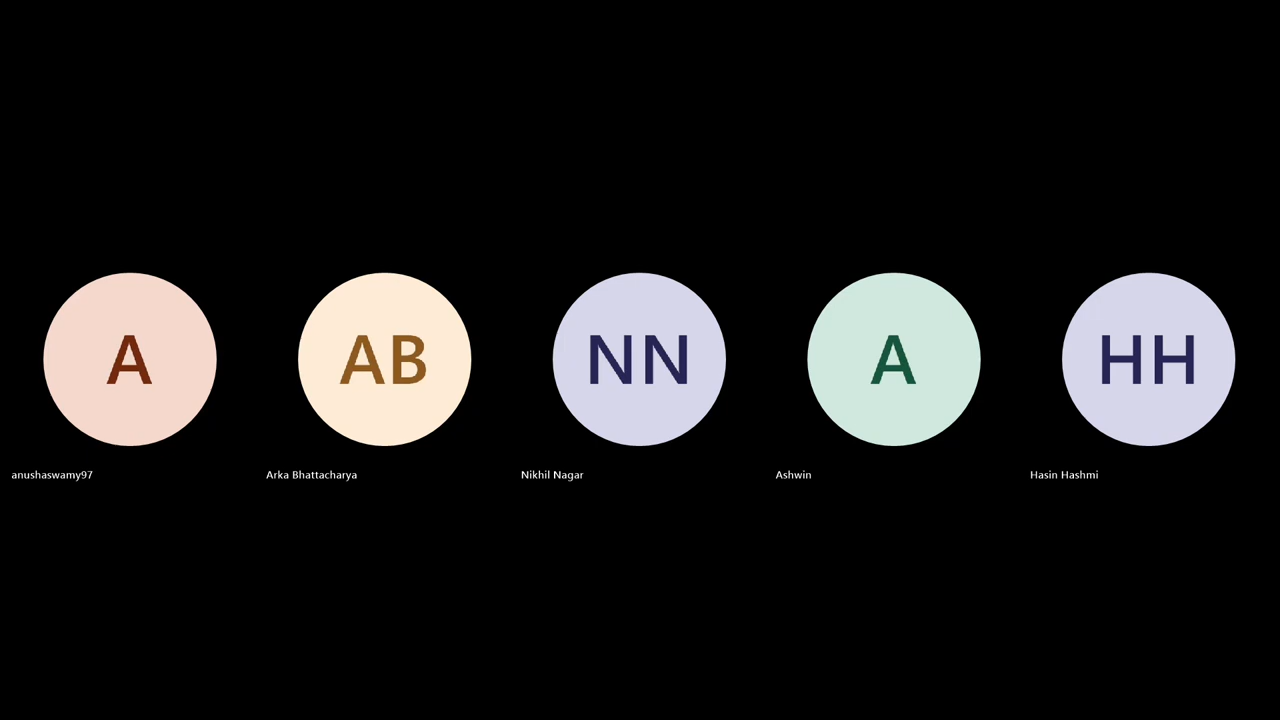 A
AB
NN
A
HH
anushaswamy97
Arka Bhattacharya
Nikhil Nagar
Ashwin
Hasin Hashmi